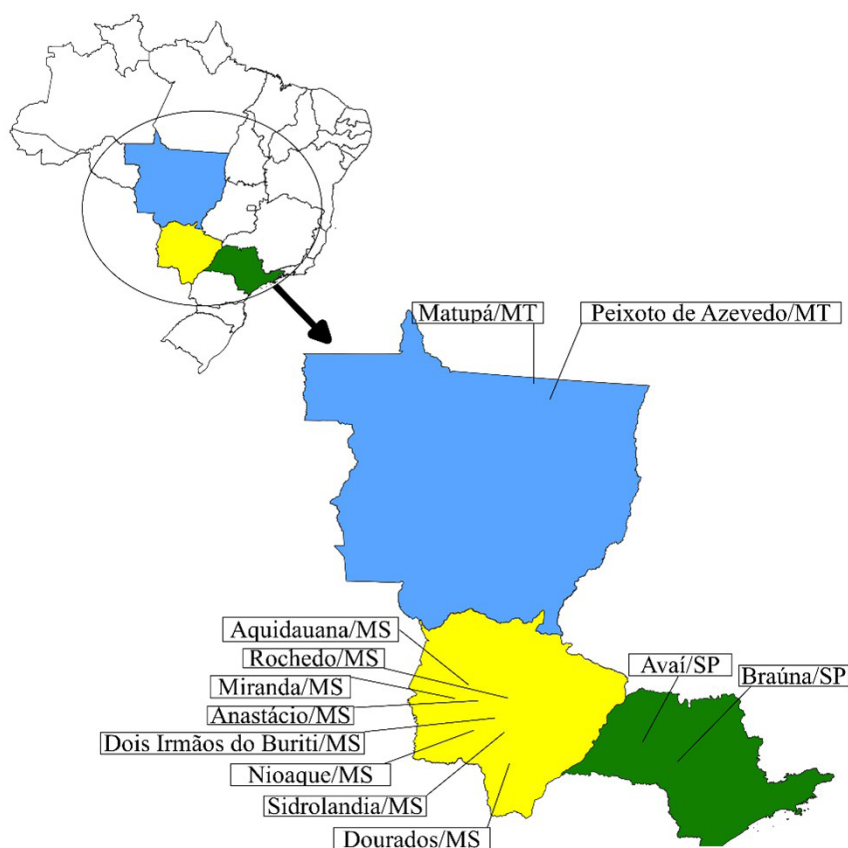 Matupá/MT
Peixoto de Azevedo/MT
Aquidauana/MS
Rochedo/MS
Miranda/MS
Anastácio/MS
Dois Irmãos do Buriti/MS
Nioaque/MS
Sidrolandia/MS
Dourados/MS
Avaí/SP
Braúna/SP